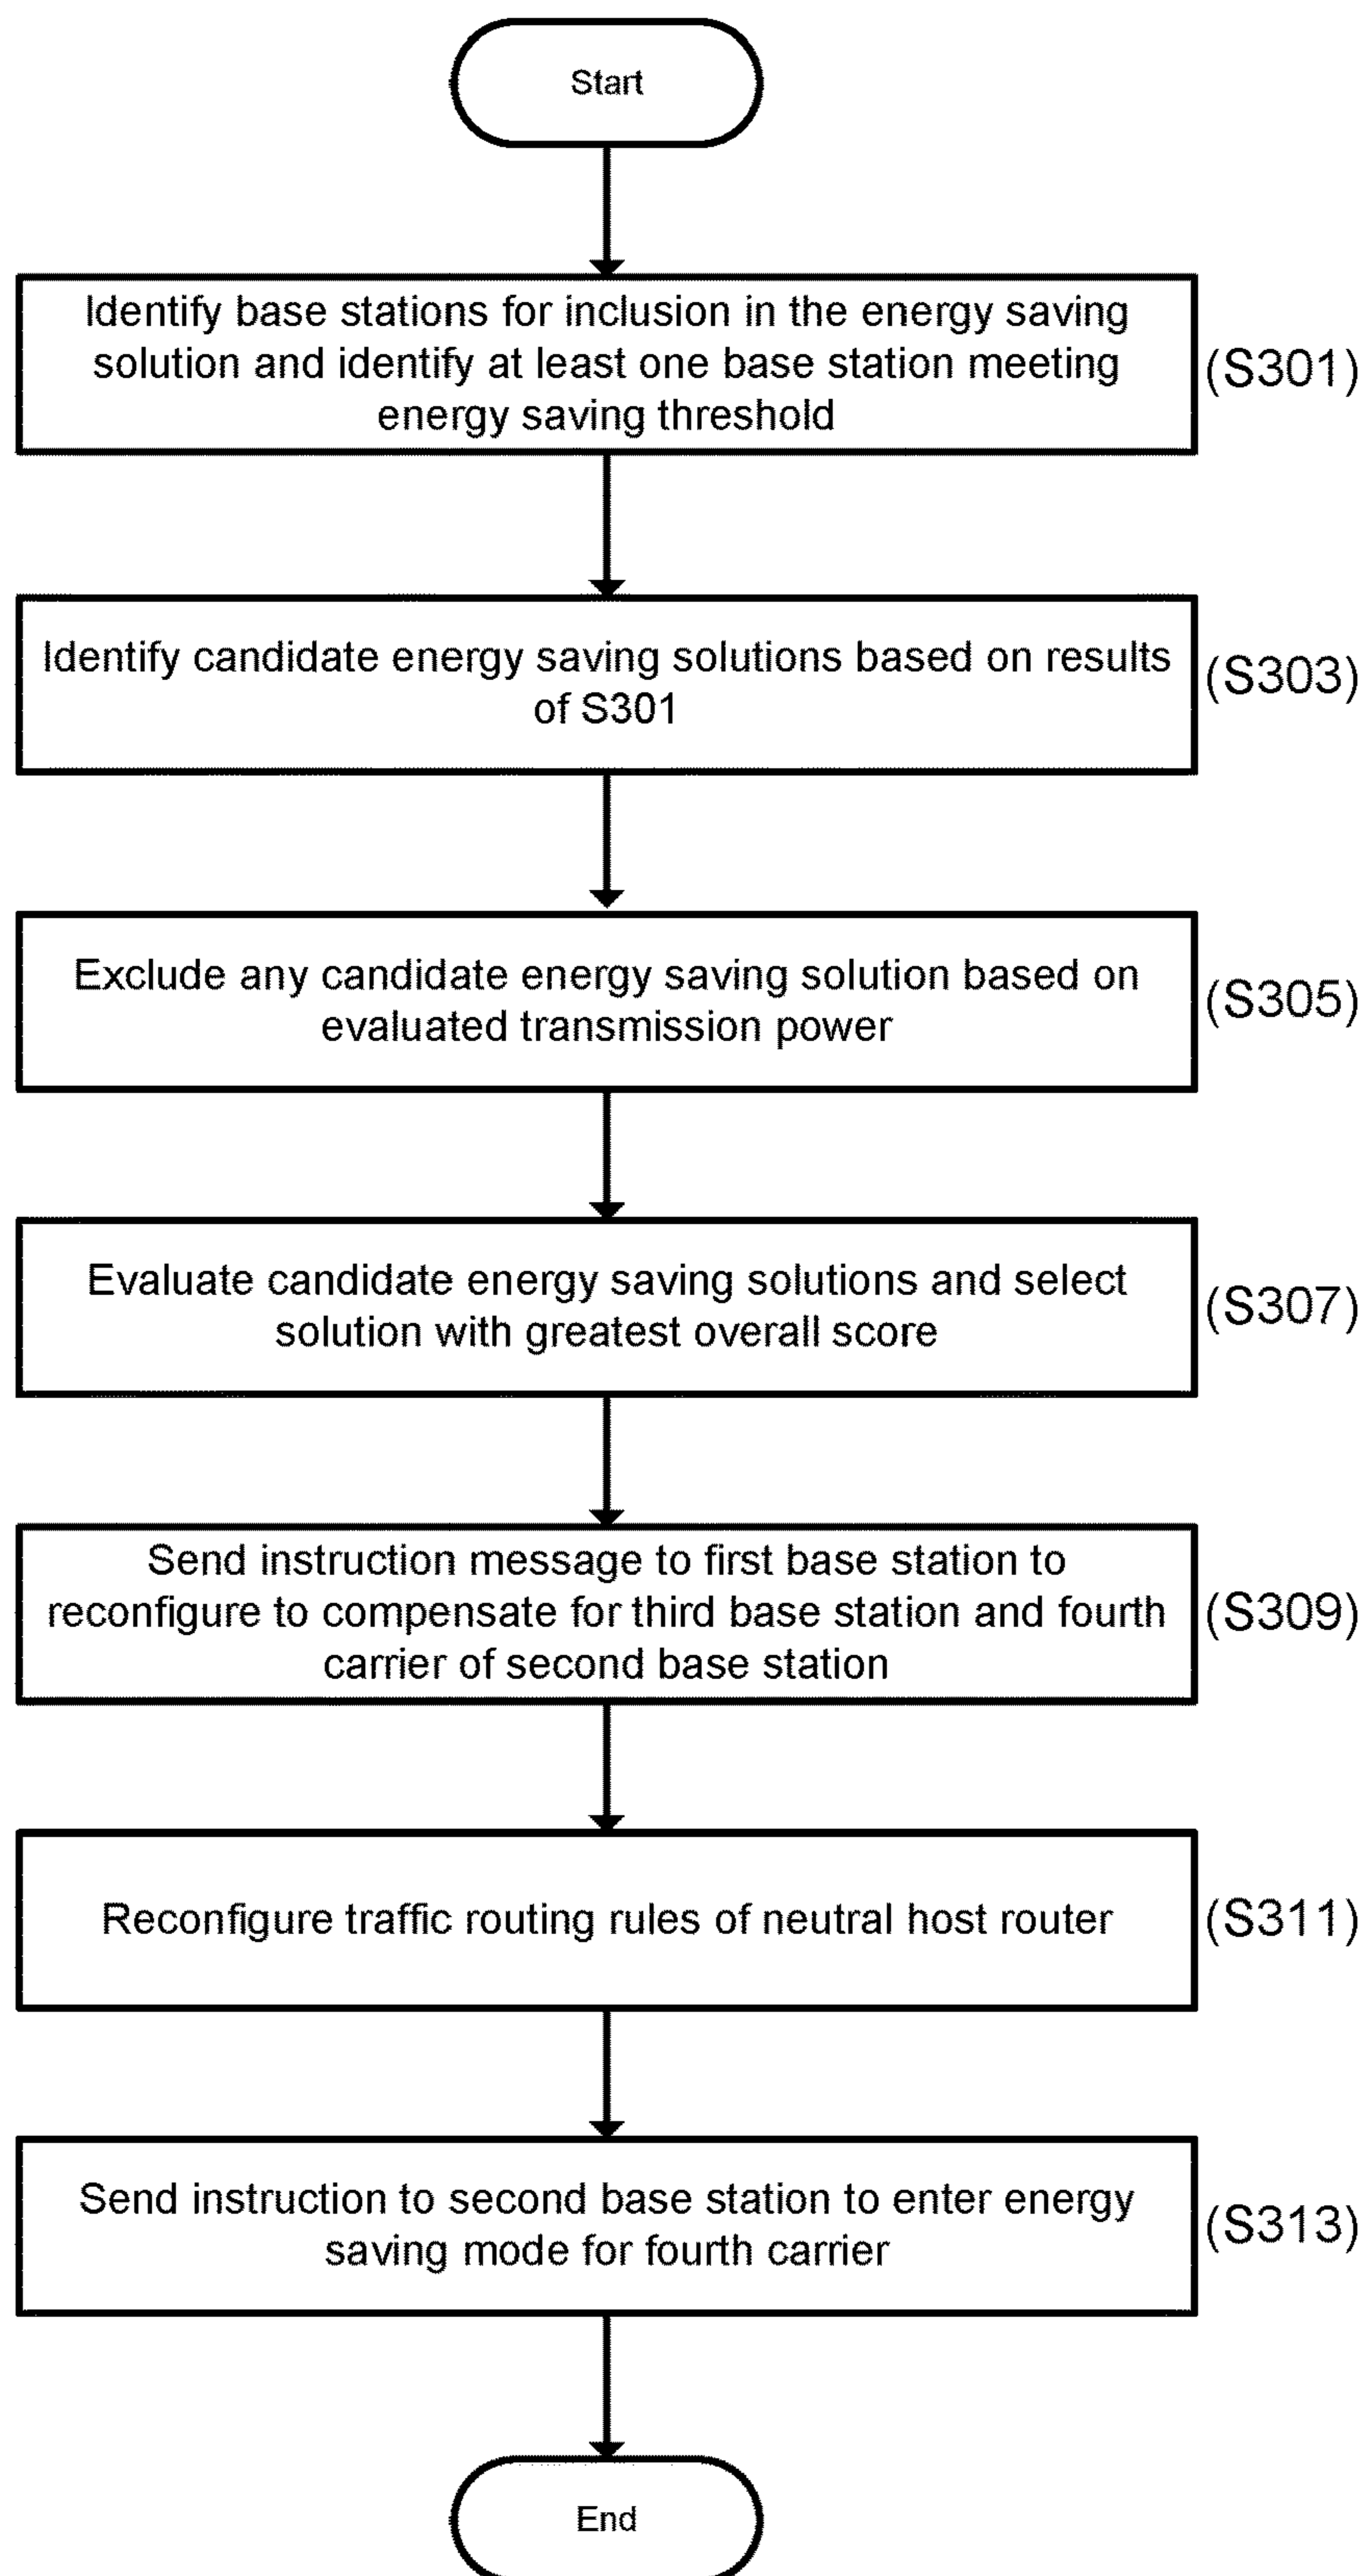 Start
Identify base stations for inclusion in the energy saving
solution and identify at least one base station meeting
energy saving threshold
(S301)
Identify candidate energy saving solutions based on results
of S301
(S303)
Exclude any candidate energy saving solution based on
evaluated transmission power
(S305)
Evaluate candidate energy saving solutions and select
solution with greatest overall score
(S307)
Send instruction message to first base station to
reconfigure to compensate for third base station and fourth
carrier of second base station
(S309)
Reconfigure traffic routing rules of neutral host router
(S311)
Send instruction to second base station to enter energy
saving mode for fourth carrier
(S313)
End